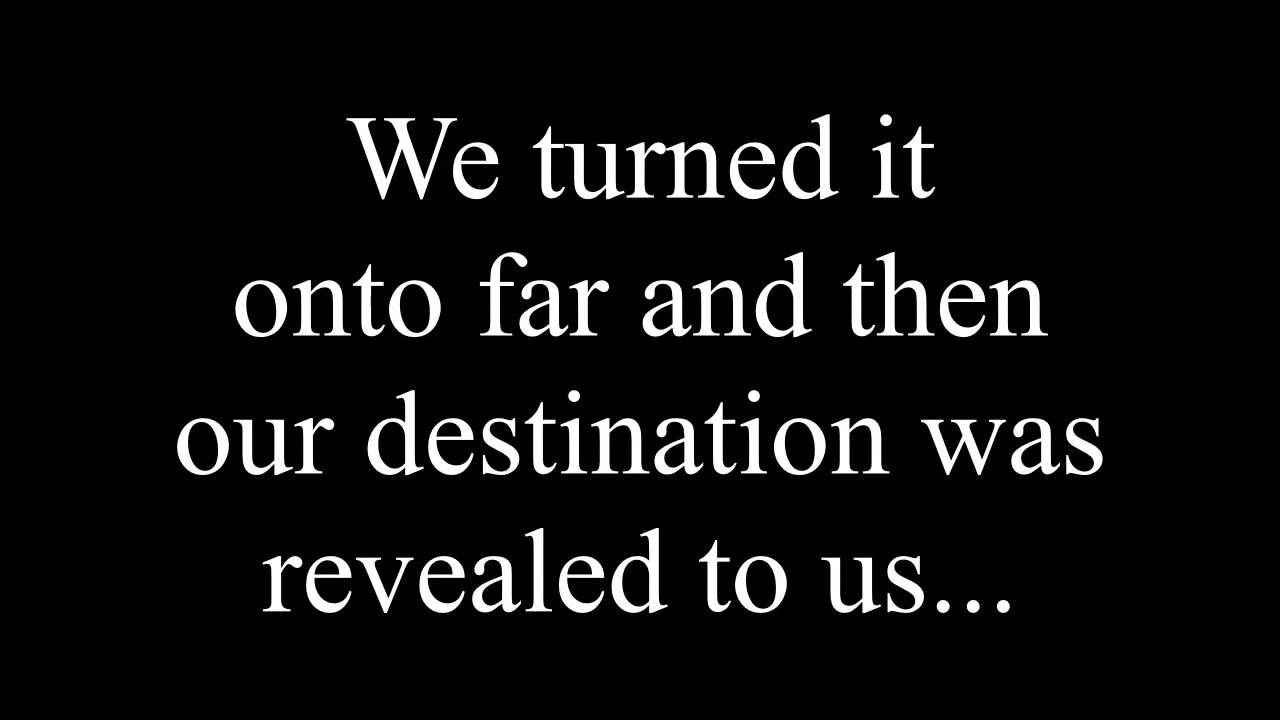 We turned it
onto far and then
our destination was
revealed to us...